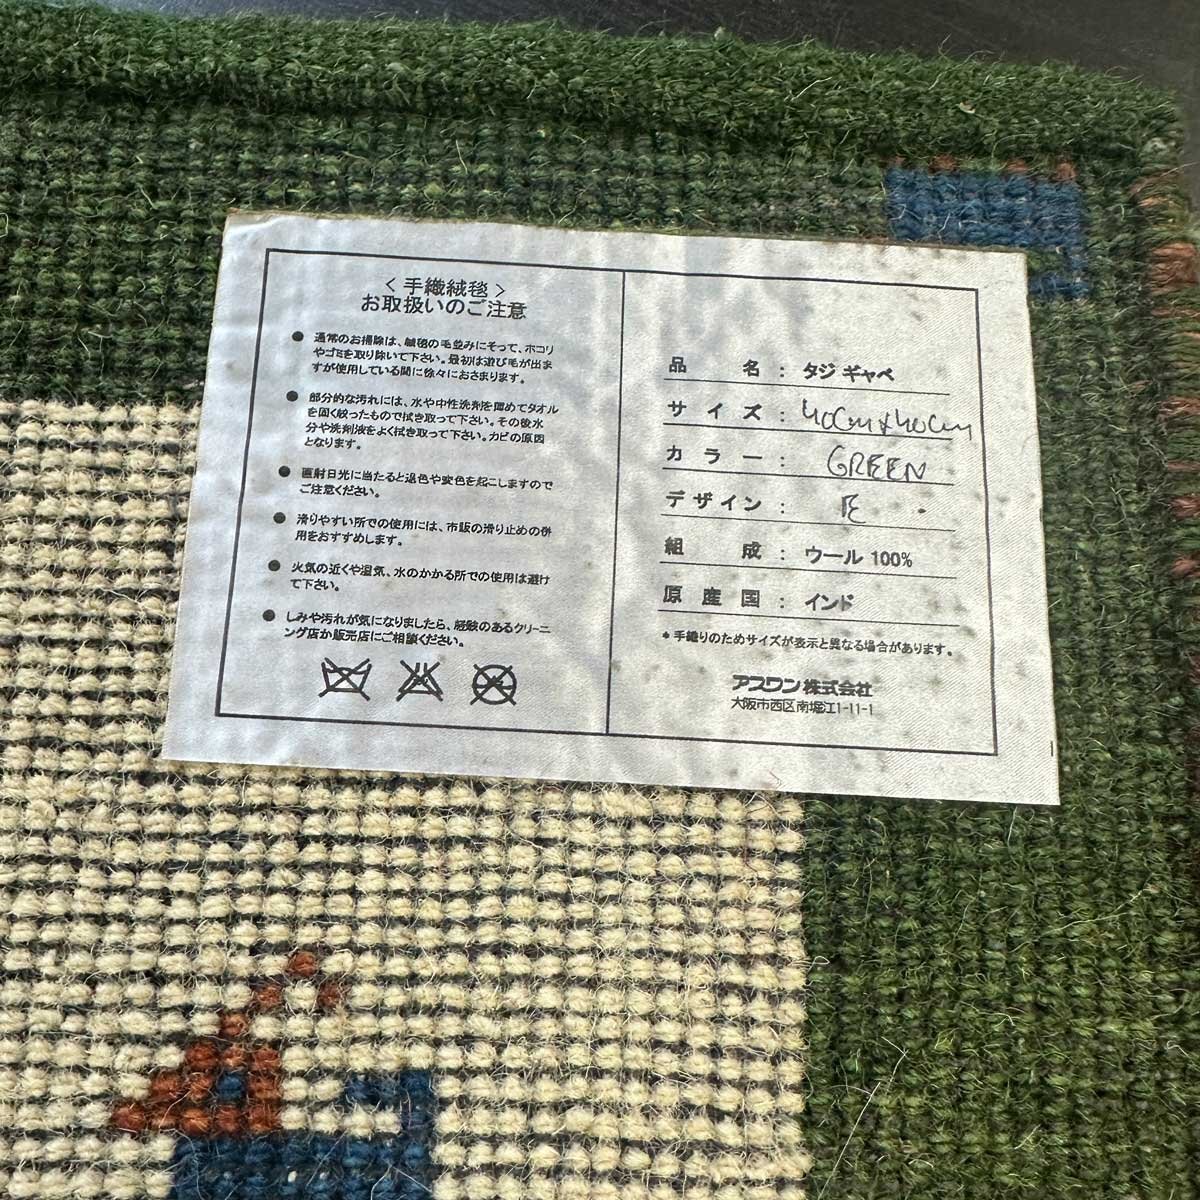 ＜手織絨毯＞
お取扱いのご注意
● 通常のお掃除は、絨毯の毛並みにそって、ホコリ
やゴミを取り除いて下さい。最初は遊び毛が出ま
すが使用している間に徐々におさまります。
● 部分的な汚れには、水や中性洗剤を薄めてタオル
を固く絞ったもので拭き取って下さい。その後水
分や洗剤液をよく拭き取って下さい。カビの原因
となります。
● 直射日光に当たると退色や変色を起こしますので
ご注意ください。
● 滑りやすい所での使用には、市販の滑り止めの併
用をおすすめします。
● 火気の近くや湿気、水のかかる所での使用は避け
て下さい。
● しみや汚れが気になりましたら、経験のあるクリーニ
ング店か販売店にご相談ください。
品名：タジ ギャベ
サイズ：40cm×40cm
カラー：GREEN
デザイン：E
組成：ウール 100%
原産国：インド
＊手織りのためサイズが表示と異なる場合があります。
アスワン株式会社
大阪市西区南堀江1-11-1